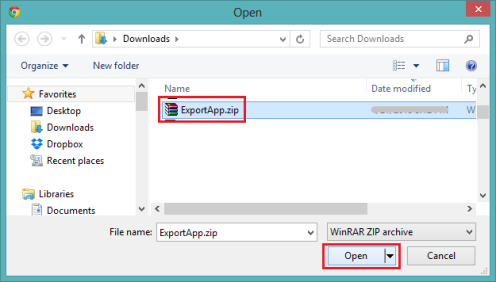 Open
Downloads
Search Downloads
Organize
New folder
Favorites
Desktop
Downloads
Dropbox
Recent places
Libraries
Documents
Name
Date modified
Ty
ExportApp.zip
W
File name:
ExportApp.zip
WinRAR ZIP archive
Open
Cancel